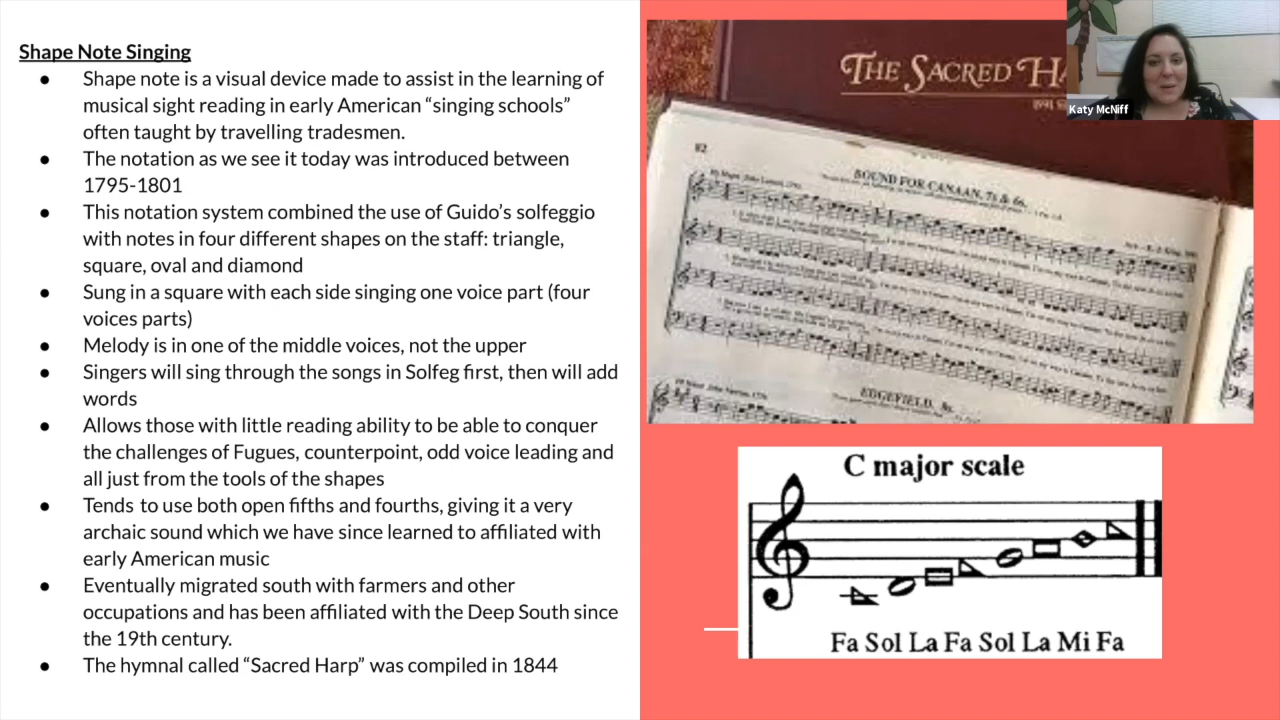 Shape Note Singing
● Shape note is a visual device made to assist in the learning of
musical sight reading in early American “singing schools”
often taught by travelling tradesmen.
● The notation as we see it today was introduced between
1795-1801
● This notation system combined the use of Guido’s solfeggio
with notes in four different shapes on the staff: triangle,
square, oval and diamond
● Sung in a square with each side singing one voice part (four
voices parts)
● Melody is in one of the middle voices, not the upper
● Singers will sing through the songs in Solfeg first, then will add
words
● Allows those with little reading ability to be able to conquer
the challenges of Fugues, counterpoint, odd voice leading and
all just from the tools of the shapes
● Tends to use both open fifths and fourths, giving it a very
archaic sound which we have since learned to affiliated with
early American music
● Eventually migrated south with farmers and other
occupations and has been affiliated with the Deep South since
the 19th century.
● The hymnal called “Sacred Harp” was compiled in 1844
THE SACRED HA
Katy McNiff
82
BOUND FOR CANAAN. 7s & 6s.
EDGEFIELD. 8s.
C major scale
Fa Sol La Fa Sol La Mi Fa